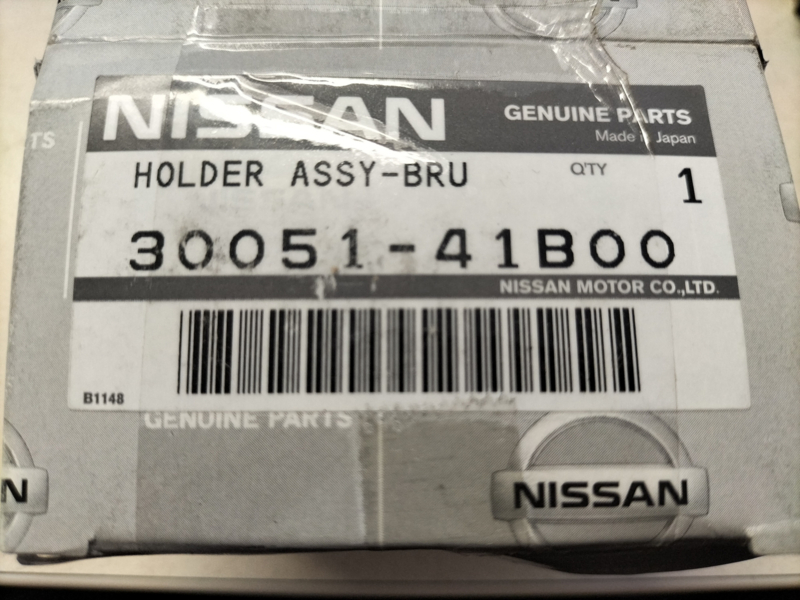 TS
NISSAN
GENUINE PARTS
Made in Japan
HOLDER ASSY-BRU
Q'TY
1
30051-41B00
NISSAN MOTOR CO.,LTD.
B1148
GENUINE PARTS
N
NISSAN